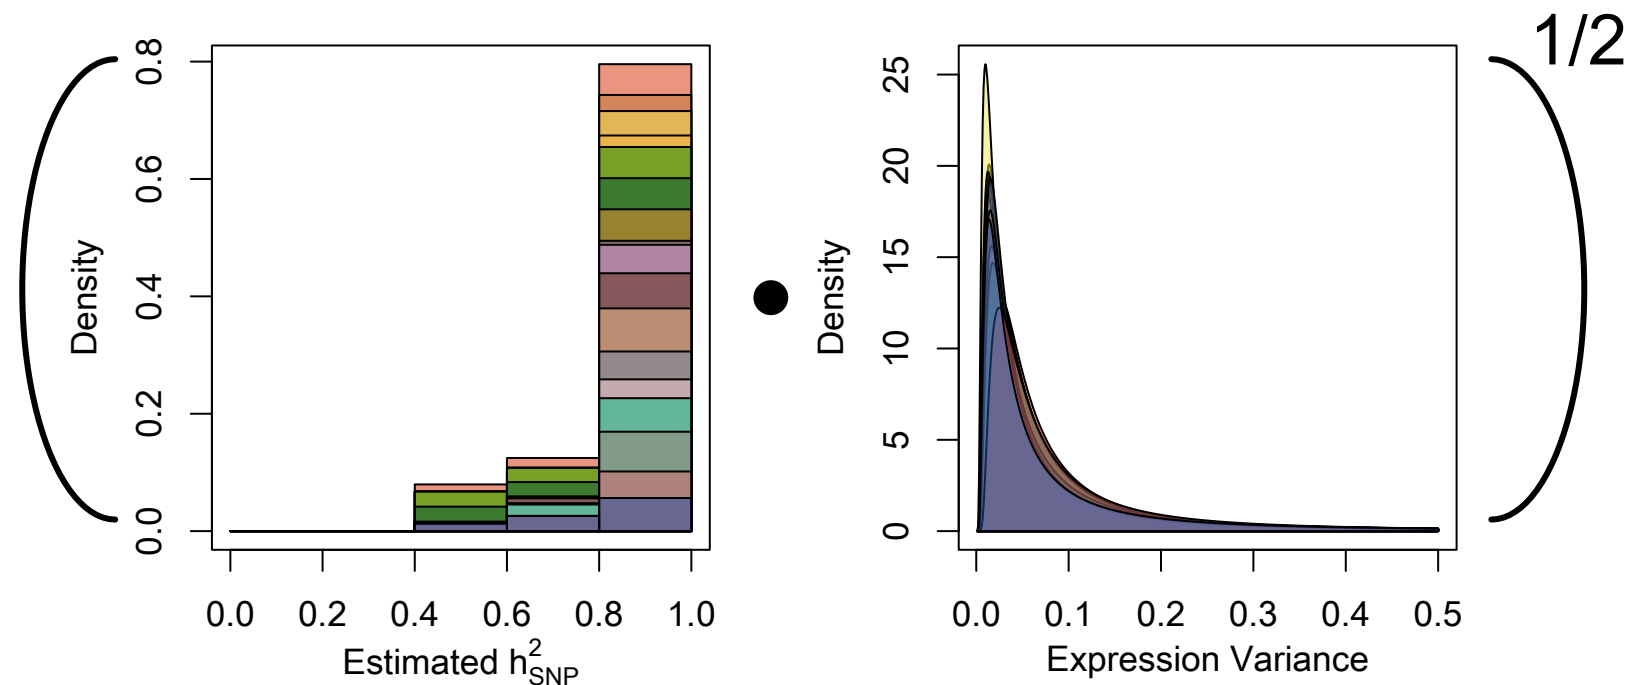 1/2
Density
0.0 0.2 0.4 0.6 0.8
0.0 0.2 0.4 0.6 0.8 1.0
Estimated h²SNP
Density
0 5 10 15 20 25
0.0 0.1 0.2 0.3 0.4 0.5
Expression Variance